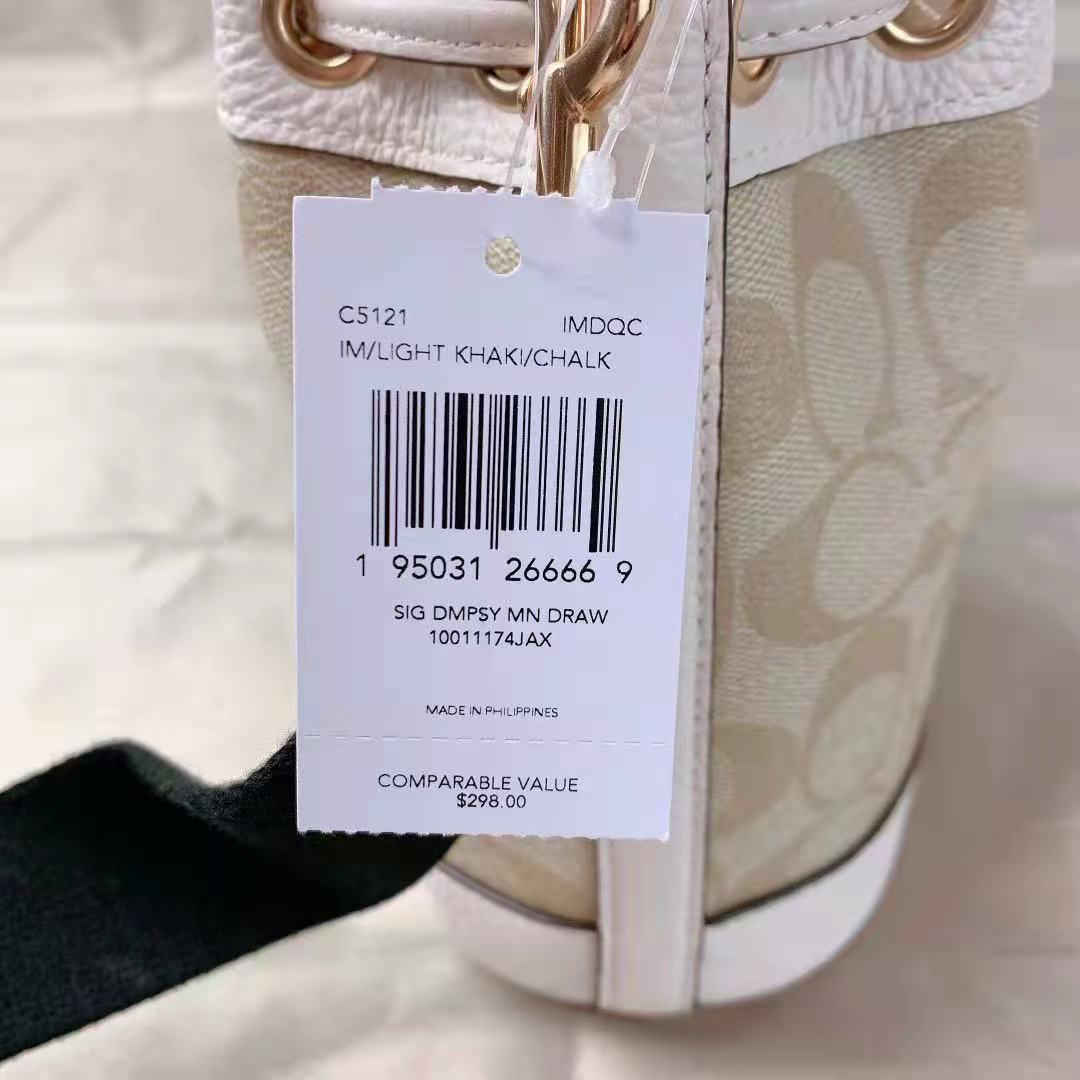 C5121 IMDQC
IM/LIGHT KHAKI/CHALK
1 95031 26666 9
SIG DMPSY MN DRAW
10011174JAX
MADE IN PHILIPPINES
COMPARABLE VALUE
$298.00